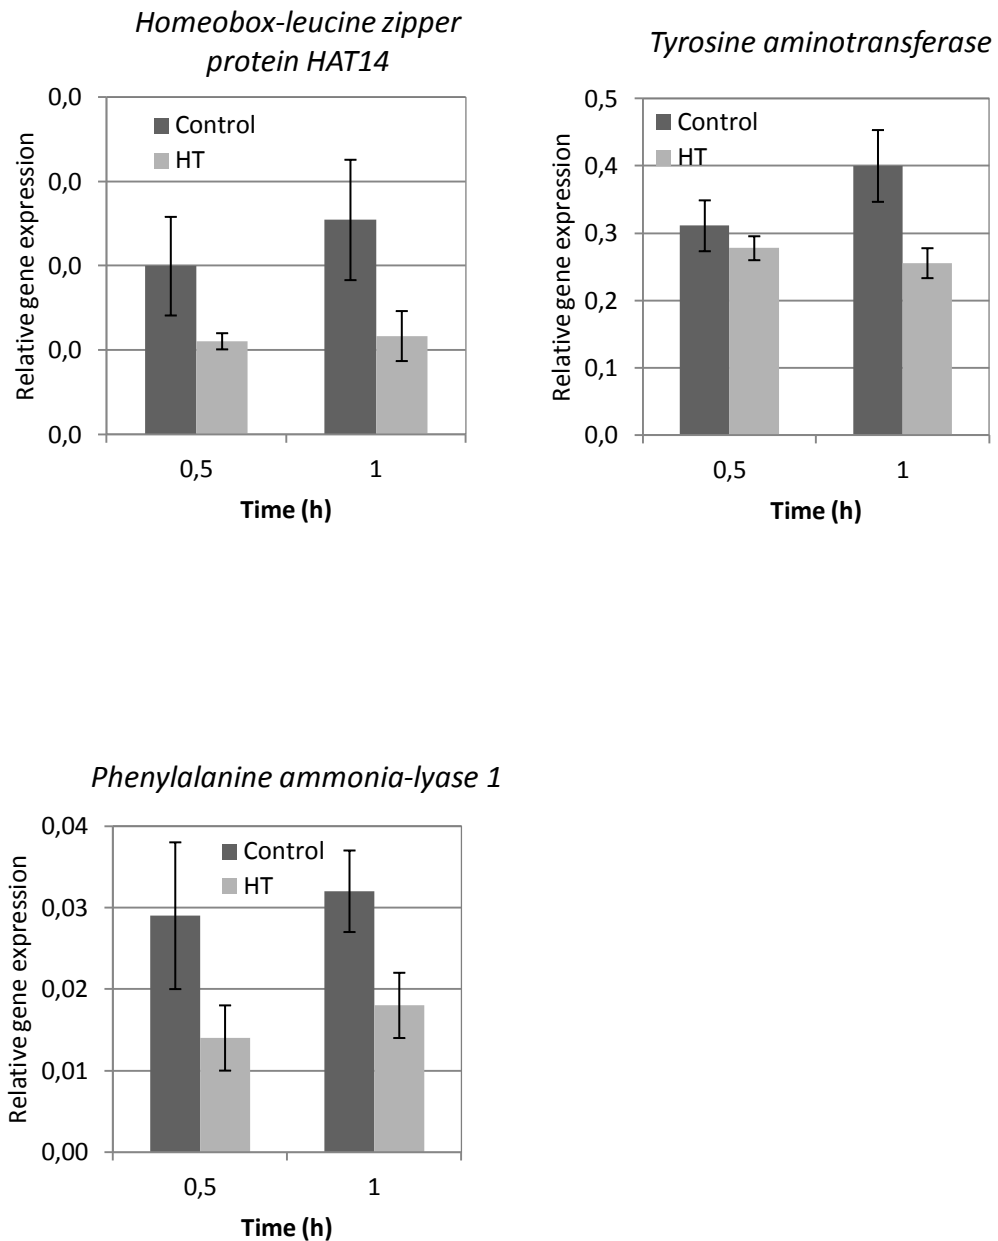 Homeobox-leucine zipper
protein HAT14
Relative gene expression
0,0
0,0
0,0
0,0
0,0
Control
HT
0,5 1
Time (h)
Tyrosine aminotransferase
Relative gene expression
0,5
0,4
0,3
0,2
0,1
0,0
Control
HT
0,5 1
Time (h)
Phenylalanine ammonia-lyase 1
Relative gene expression
0,04
0,03
0,02
0,01
0,00
Control
HT
0,5 1
Time (h)